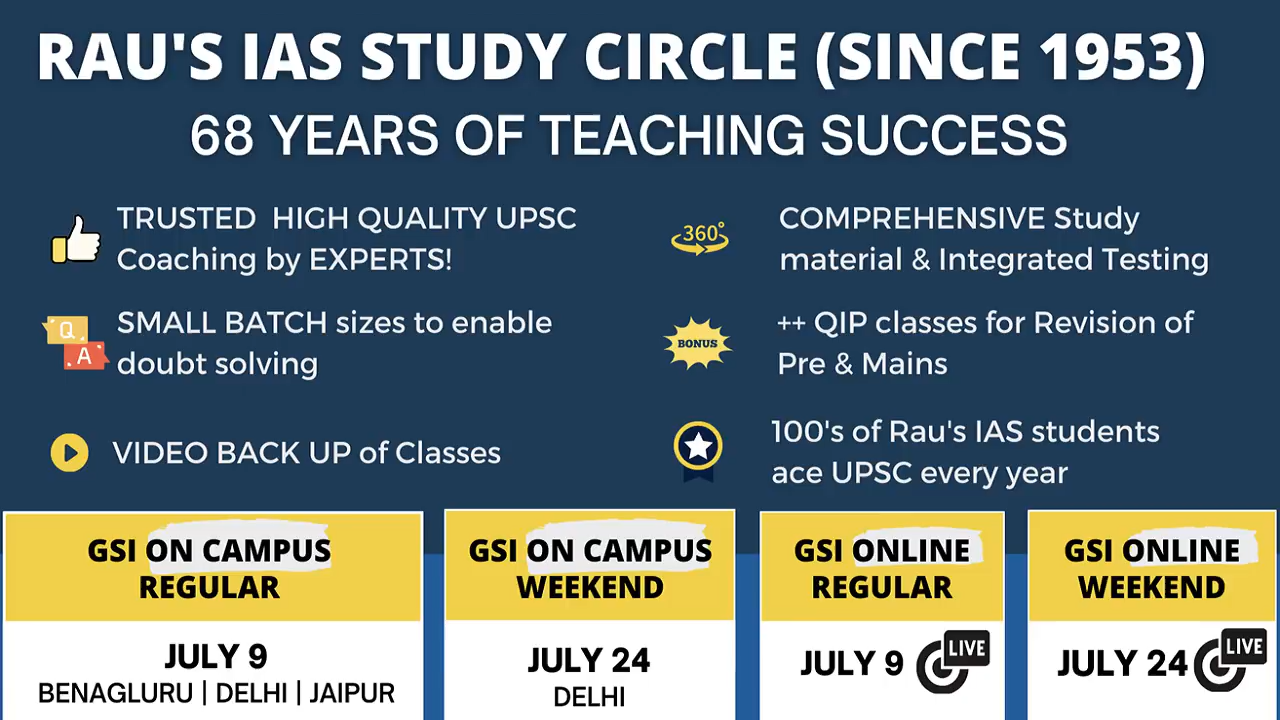 RAU'S IAS STUDY CIRCLE (SINCE 1953)
68 YEARS OF TEACHING SUCCESS
TRUSTED HIGH QUALITY UPSC
Coaching by EXPERTS!
360°
COMPREHENSIVE Study
material & Integrated Testing
Q
A
SMALL BATCH sizes to enable
doubt solving
BONUS
++ QIP classes for Revision of
Pre & Mains
VIDEO BACK UP of Classes
100's of Rau's IAS students
ace UPSC every year
GSI ON CAMPUS
REGULAR
JULY 9
BENAGLURU | DELHI | JAIPUR
GSI ON CAMPUS
WEEKEND
JULY 24
DELHI
GSI ONLINE
REGULAR
JULY 9
LIVE
GSI ONLINE
WEEKEND
JULY 24
LIVE